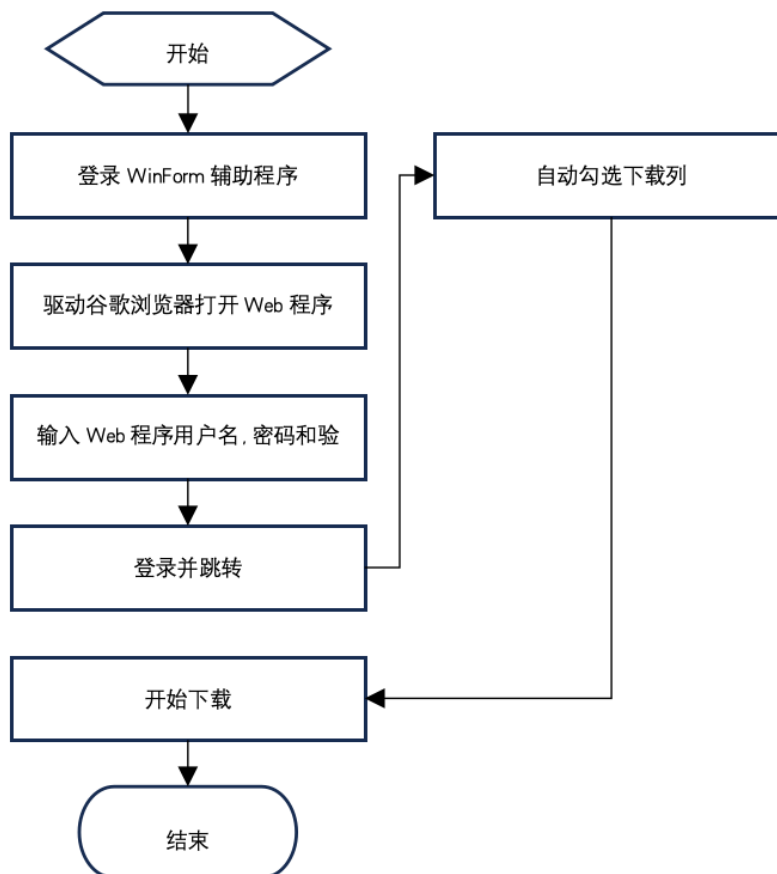 开始
登录 WinForm 辅助程序
驱动谷歌浏览器打开 Web 程序
输入 Web 程序用户名, 密码和验
登录并跳转
自动勾选下载列
开始下载
结束